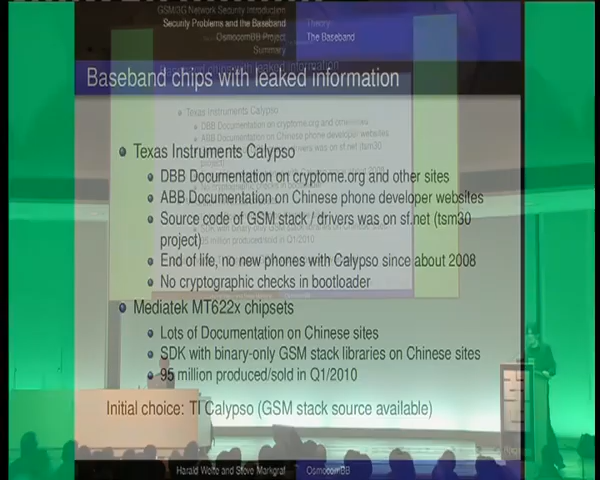 GSM/3G Network Security Introduction
Security Problems and the Baseband
OsmocomBB Project
Summary
Theory
The Baseband
Baseband chips with leaked information
Texas Instruments Calypso
DBB Documentation on cryptome.org and other sites
ABB Documentation on Chinese phone developer websites
Source code of GSM stack / drivers was on sf.net (tsm30
project)
End of life, no new phones with Calypso since about 2008
No cryptographic checks in bootloader
Mediatek MT622x chipsets
Lots of Documentation on Chinese sites
SDK with binary-only GSM stack libraries on Chinese sites
95 million produced/sold in Q1/2010
Initial choice: TI Calypso (GSM stack source available)
Harald Welte and Steve Markgraf
OsmocomBB